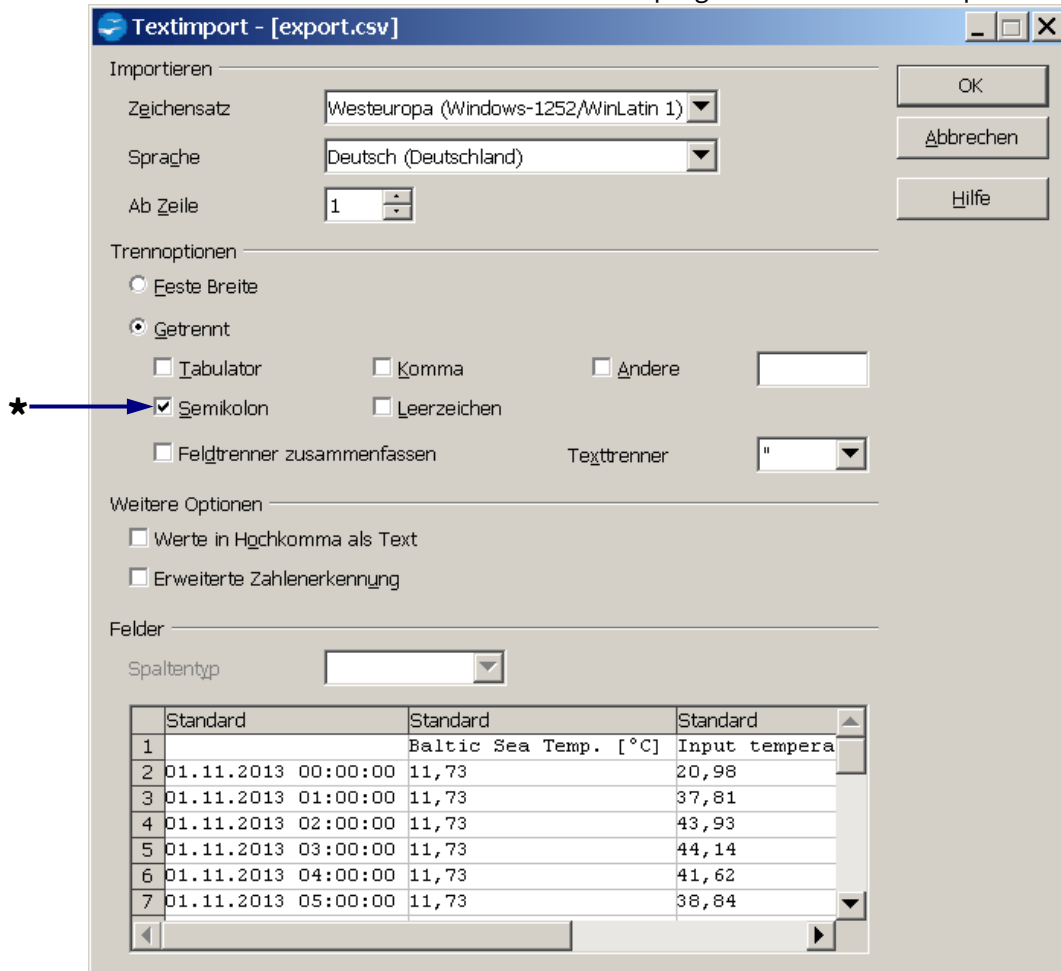 Textimport - [export.csv]
Importieren
OK
Zeichensatz Westeuropa (Windows-1252/WinLatin 1)
Abbrechen
Sprache Deutsch (Deutschland)
Ab Zeile 1
Hilfe
Trennoptionen
Feste Breite
Getrennt
Tabulator Komma Andere
* Semikolon Leerzeichen
Feldtrenner zusammenfassen Texttrenner "
Weitere Optionen
Werte in Hochkomma als Text
Erweiterte Zahlenerkennung
Felder
Spaltentyp
Standard Standard Standard
1 Baltic Sea Temp. [°C] Input tempera
2 01.11.2013 00:00:00 11,73 20,98
3 01.11.2013 01:00:00 11,73 37,81
4 01.11.2013 02:00:00 11,73 43,93
5 01.11.2013 03:00:00 11,73 44,14
6 01.11.2013 04:00:00 11,73 41,62
7 01.11.2013 05:00:00 11,73 38,84